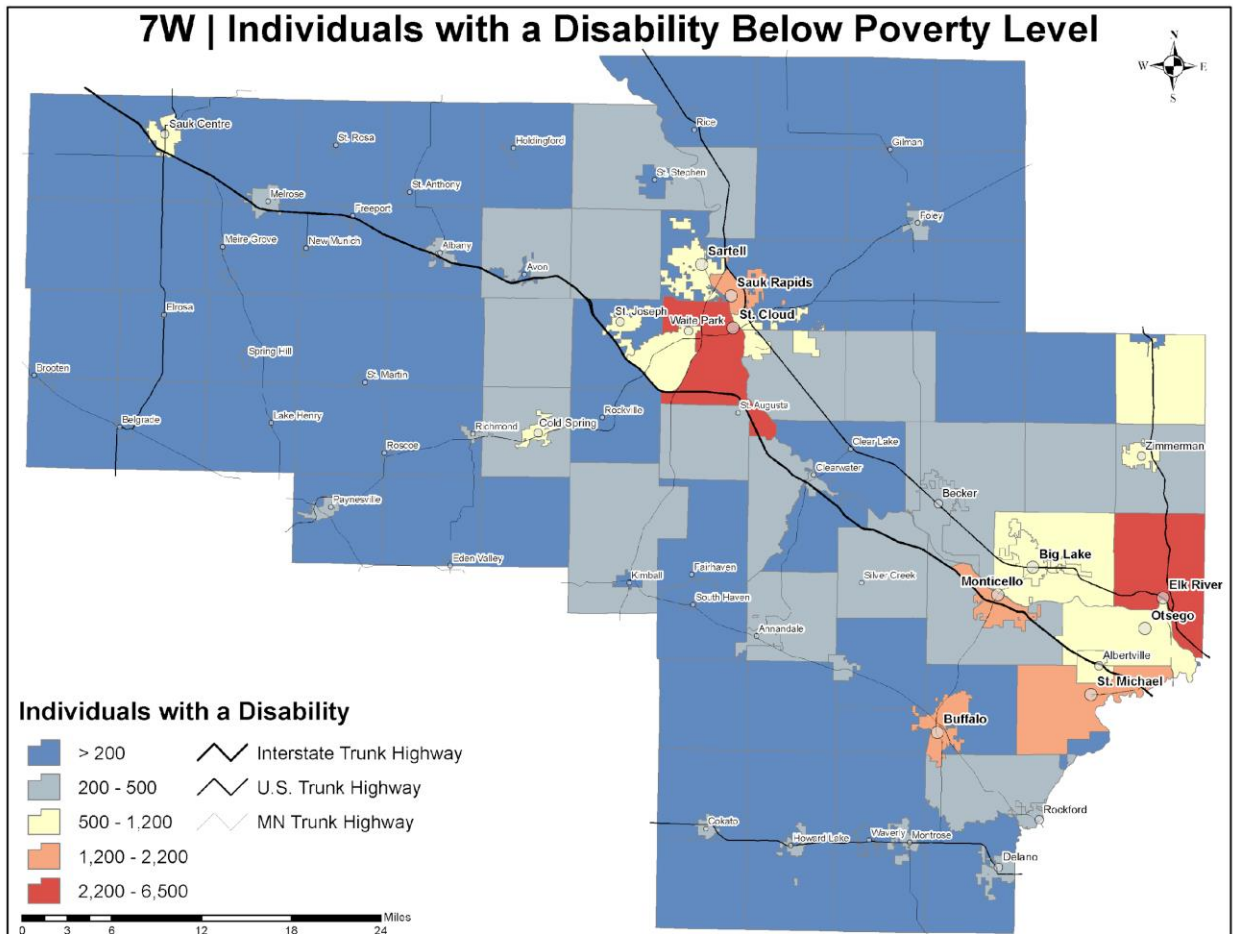 7W | Individuals with a Disability Below Poverty Level
N
W
E
S
Sauk Centre
St. Rosa
Holdingford
Rice
Gilman
St. Stephen
St. Anthony
Melrose
Freeport
Foley
Meire Grove
New Munich
Albany
Avon
Sartell
Sauk Rapids
Elrosa
St. Joseph
Waite Park
St. Cloud
Spring Hill
Brooten
St. Martin
Belgrade
Lake Henry
Richmond
Cold Spring
Rockville
St. Augusta
Roscoe
Clear Lake
Zimmerman
Clearwater
Paynesville
Becker
Eden Valley
Kimball
Fairhaven
Silver Creek
Big Lake
Monticello
Elk River
South Haven
Otsego
Annandale
Albertville
St. Michael
Buffalo
Rockford
Cokato
Howard Lake
Waverly
Montrose
Delano
Individuals with a Disability
> 200
200 - 500
500 - 1,200
1,200 - 2,200
2,200 - 6,500
Interstate Trunk Highway
U.S. Trunk Highway
MN Trunk Highway
Miles
0 3 6 12 18 24